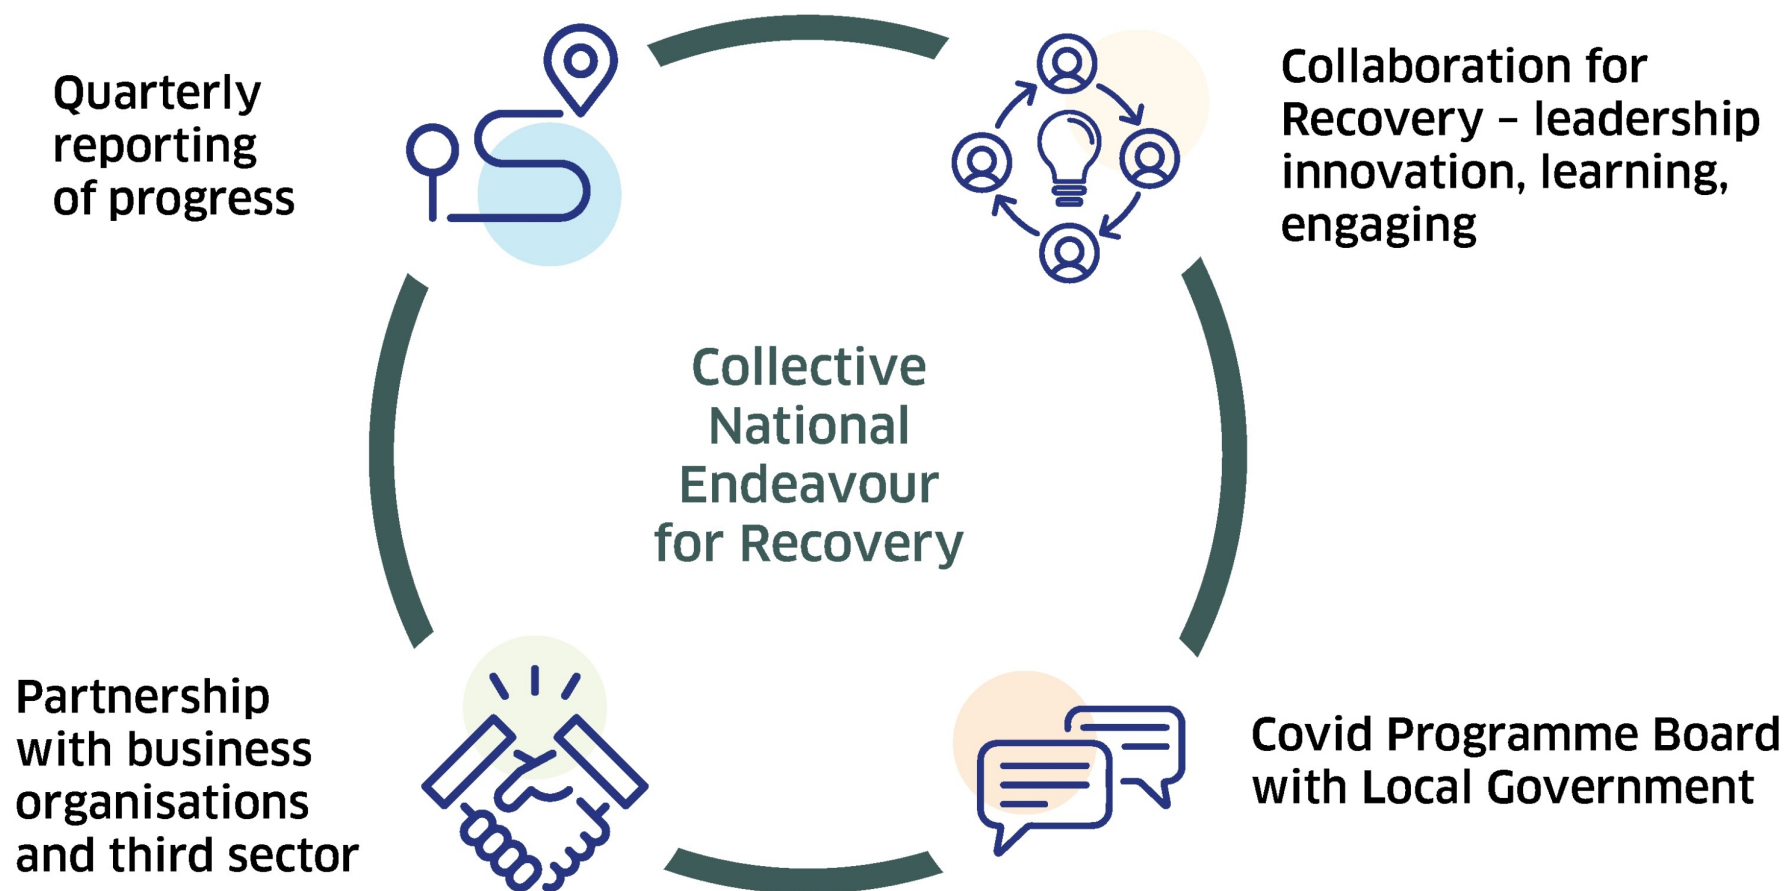 Quarterly
reporting
of progress
Collaboration for
Recovery – leadership
innovation, learning,
engaging
Collective
National
Endeavour
for Recovery
Partnership
with business
organisations
and third sector
Covid Programme Board
with Local Government